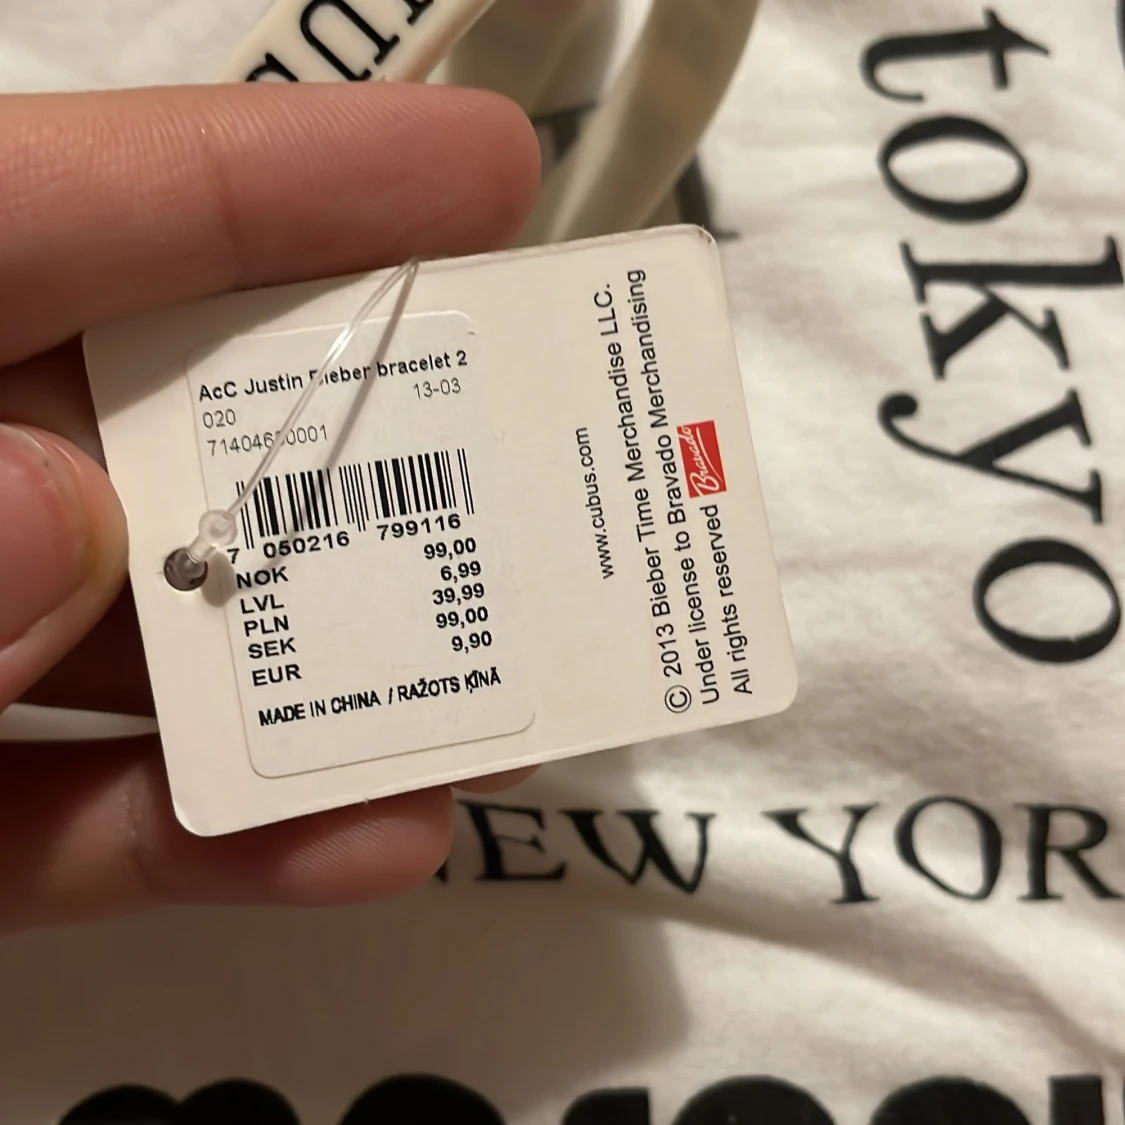 AcC Justin Bieber bracelet 2
13-03
020
7 050216 799116
NOK 99,00
LVL 6,99
PLN 39,99
SEK 99,00
EUR 9,90
MADE IN CHINA / RAŽOTS ĶĪNĀ
www.cubus.com
© 2013 Bieber Time Merchandise LLC.
Under license to Bravado Merchandising
All rights reserved
Bravado
tokyo
NEW YOR